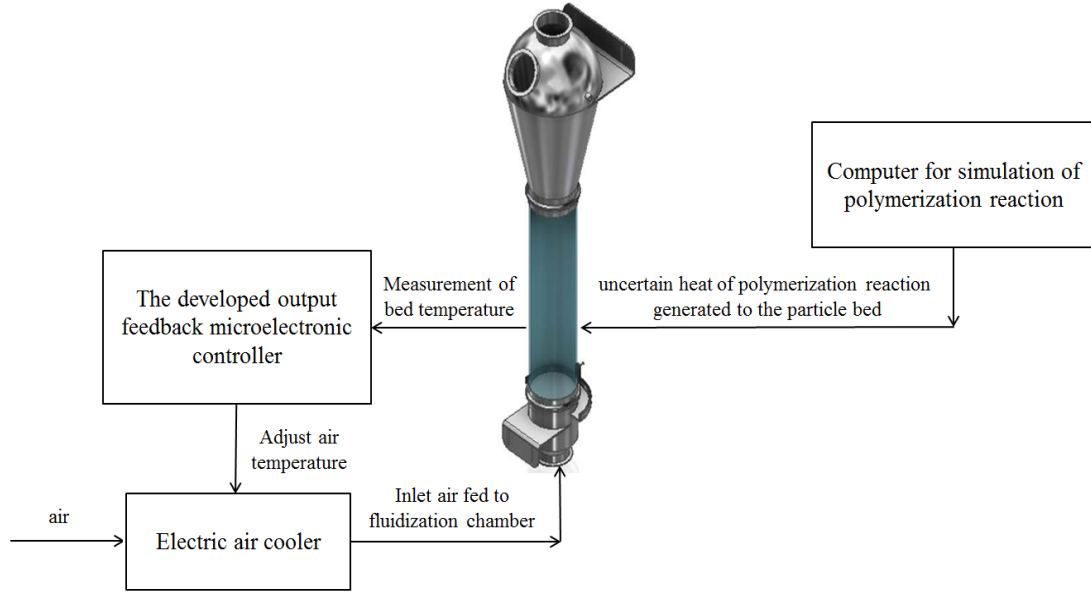 Computer for simulation of
polymerization reaction
The developed output
feedback microelectronic
controller
Measurement of
bed temperature
uncertain heat of polymerization reaction
generated to the particle bed
Adjust air
temperature
air
Electric air cooler
Inlet air fed to
fluidization chamber